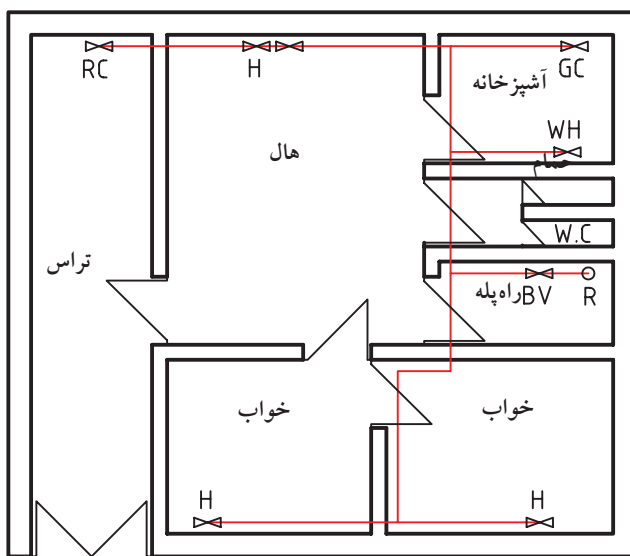 RC
H
GC
آشپزخانه
WH
حمام
هال
W.C
تراس
راه‌پله
BV
R
خواب
خواب
H
H